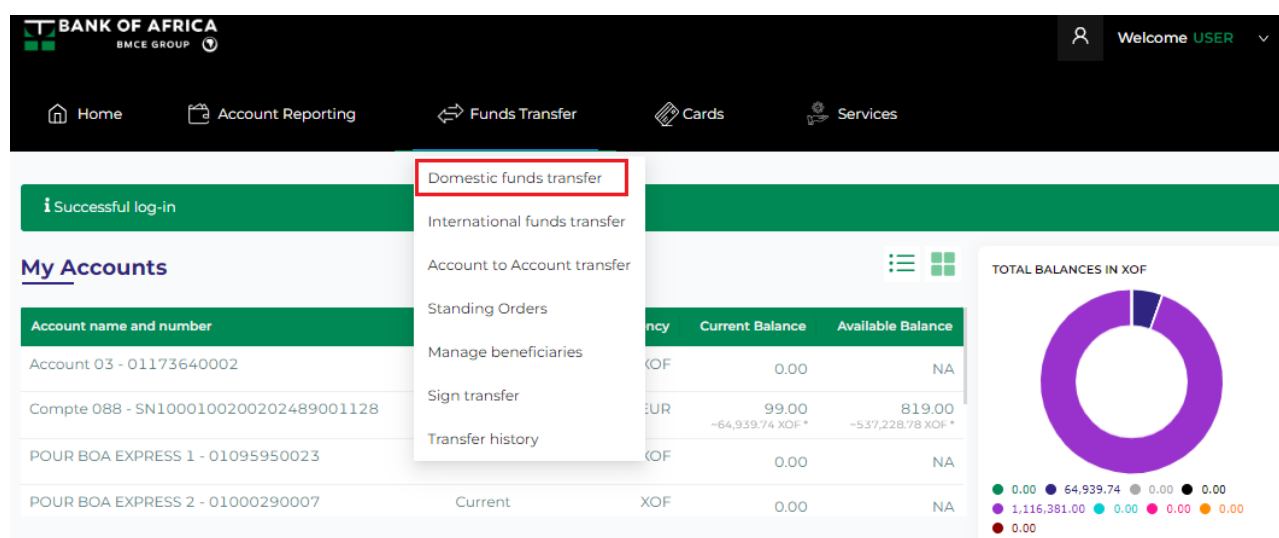 BANK OF AFRICA
BMCE GROUP
Welcome USER
Home Account Reporting Funds Transfer Cards Services
Domestic funds transfer
International funds transfer
Account to Account transfer
Standing Orders
Manage beneficiaries
Sign transfer
Transfer history
Successful log-in
My Accounts
Account name and number Current Balance Available Balance
Account 03 - 01173640002 0.00 NA
Compte 088 - SN1000100200202489001128 EUR 99.00 819.00
~64,939.74 XOF * ~537,228.78 XOF *
POUR BOA EXPRESS 1 - 01095950023 0.00 NA
POUR BOA EXPRESS 2 - 01000290007 Current XOF 0.00 NA
TOTAL BALANCES IN XOF
0.00 64,939.74 0.00 0.00
1,116,381.00 0.00 0.00 0.00
0.00